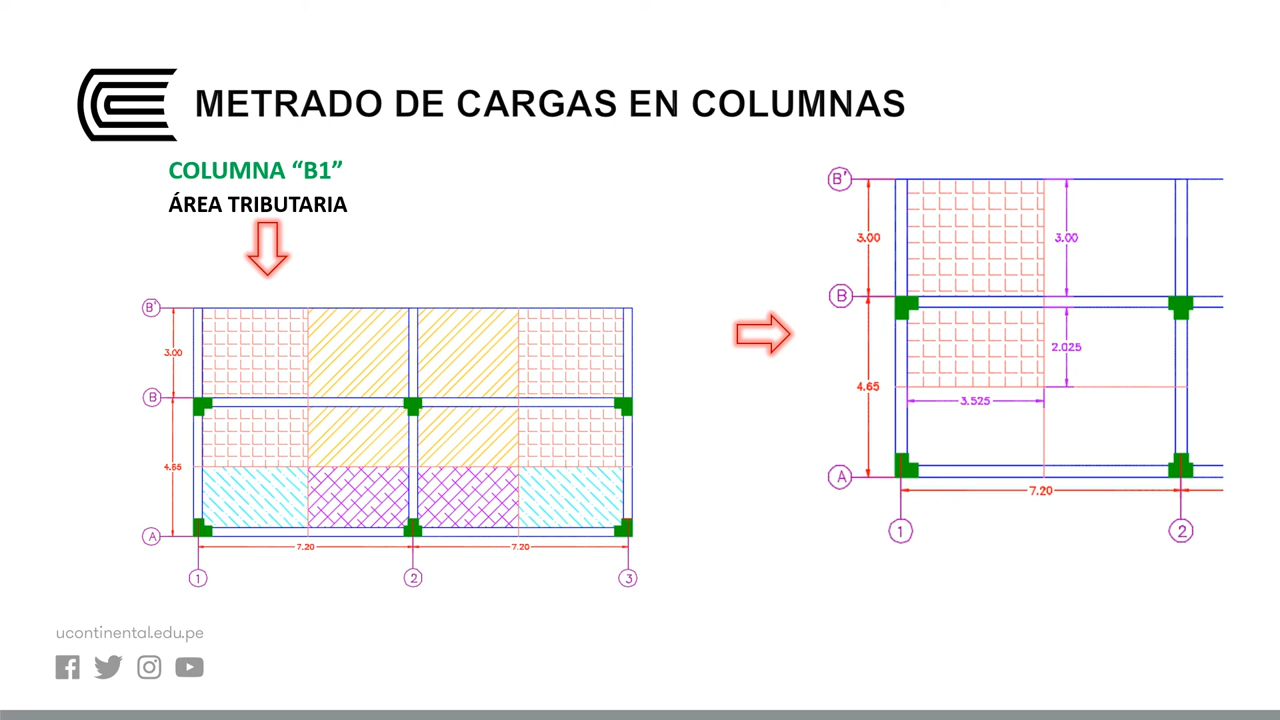 METRADO DE CARGAS EN COLUMNAS
COLUMNA “B1”
ÁREA TRIBUTARIA
B'
3.00
B
4.65
A
7.20
7.20
1
2
3
B'
3.00
3.00
B
2.025
4.65
3.525
A
7.20
1
2
ucontinental.edu.pe